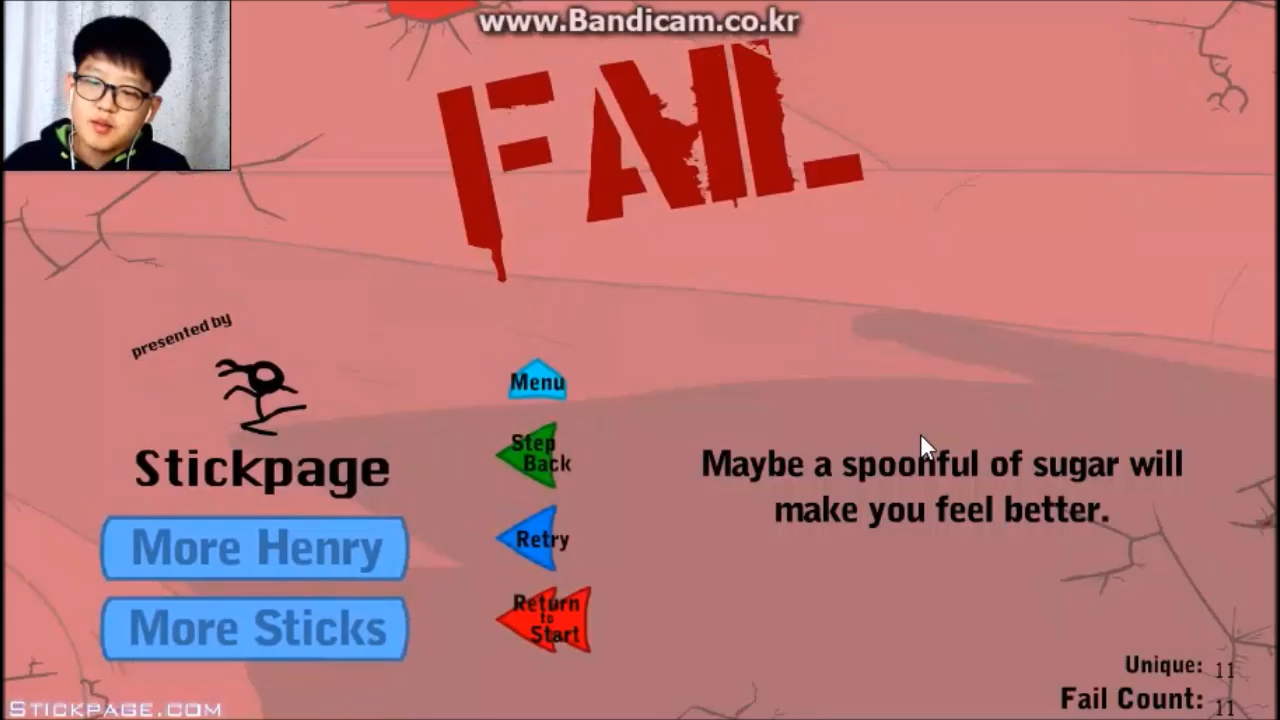 www.Bandicam.co.kr
FAIL
presented by
Stickpage
More Henry
More Sticks
Menu
Step
Back
Retry
Return
to
Start
Maybe a spoonful of sugar will
make you feel better.
Unique: 11
Fail Count: 11
STICKPAGE.COM